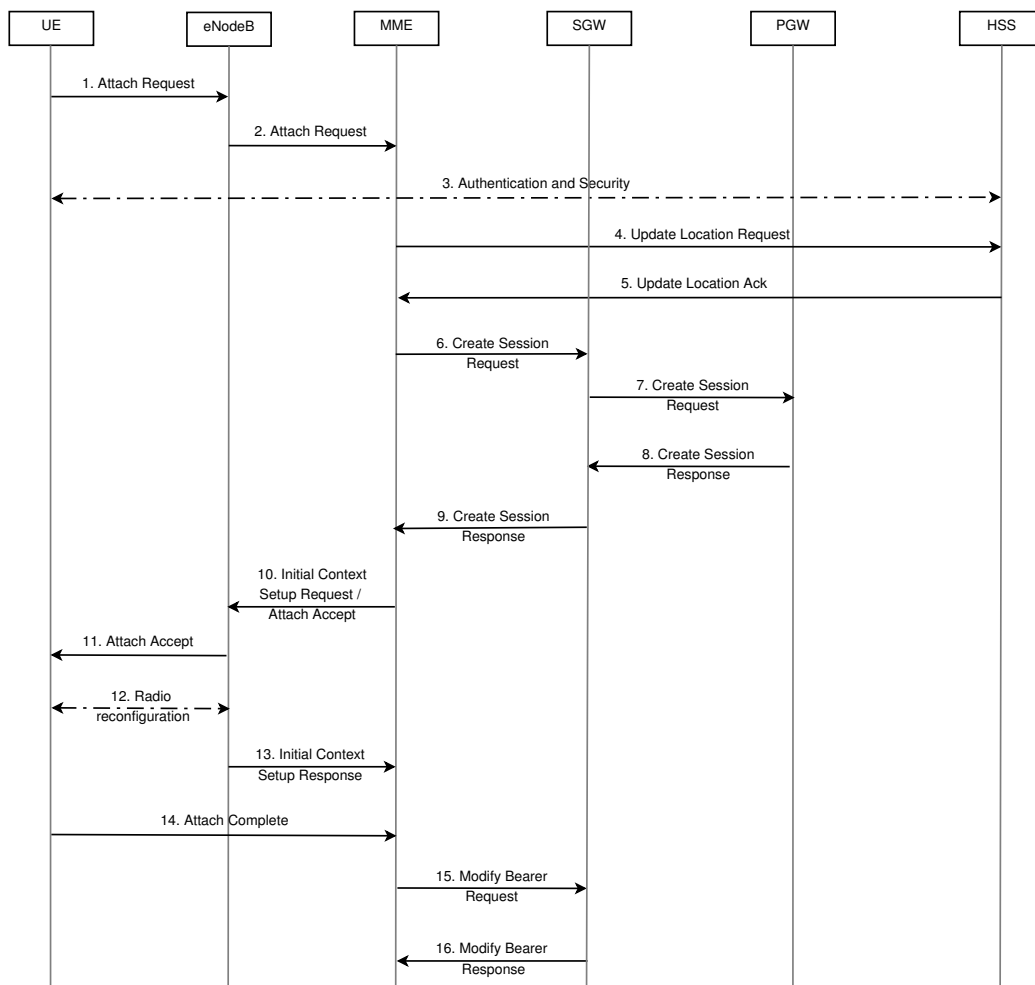 UE
eNodeB
MME
SGW
PGW
HSS
1. Attach Request
2. Attach Request
3. Authentication and Security
4. Update Location Request
5. Update Location Ack
6. Create Session
Request
7. Create Session
Request
8. Create Session
Response
9. Create Session
Response
10. Initial Context
Setup Request /
Attach Accept
11. Attach Accept
12. Radio
reconfiguration
13. Initial Context
Setup Response
14. Attach Complete
15. Modify Bearer
Request
16. Modify Bearer
Response